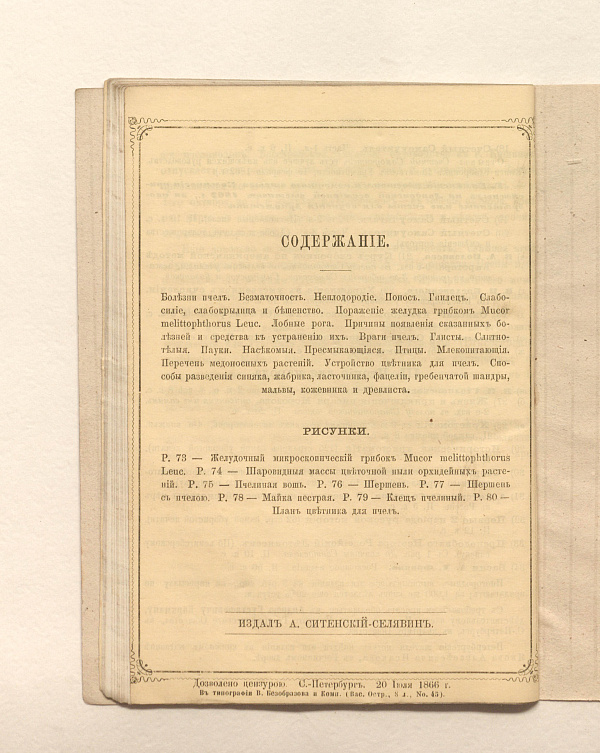 СОДЕРЖАНІЕ.
Болѣзни пчелъ. Безматочность. Неплодородіе. Поносъ. Гнилецъ. Слабо-
силіе, слабокрылица и бѣшенство. Пораженіе желудка грибкомъ Mucor
melittophthorus Leuc. Лобные рога. Причины появленія сказанныхъ бо-
лѣзней и средства къ устраненію ихъ. Враги пчелъ. Глисты. Слитно-
тѣлыя. Пауки. Насѣкомыя. Пресмыкающіяся. Птицы. Млекопитающія.
Перечень медоносныхъ растеній. Устройство цвѣтника для пчелъ. Спо-
собы разведенія синяка, жабрика, ласточника, фацеліи, гребенчатой шандры,
мальвы, кожевника и древлиста.
РИСУНКИ.
Р. 73 — Желудочный микроскопическій грибокъ Mucor melittophthorus
Leuc. Р. 74 — Шаровидныя массы цвѣточной пыли орхидейныхъ расте-
ній. Р. 75 — Пчелиная вошь. Р. 76 — Шершень. Р. 77 — Шершень
съ пчелою. Р. 78 — Майка пестрая. Р. 79 — Клещъ пчелиный. Р. 80 —
Планъ цвѣтника для пчелъ.
ИЗДАЛЪ А. СИТЕНСКІЙ-СЕЛЯВИНЪ.
Дозволено цензурою. С.-Петербургъ. 20 Іюля 1866 г.
Въ типографіи В. Безобразова и Комп. (Вас. Остр., 8 л., No. 45).